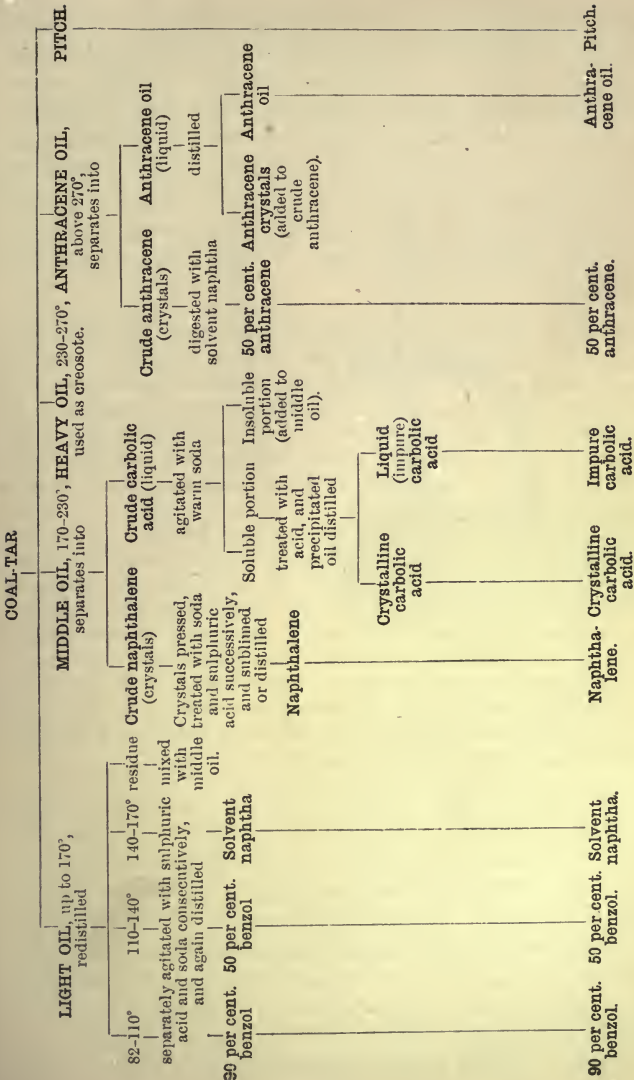 COAL-TAR
LIGHT OIL, up to 170°,
redistilled
MIDDLE OIL, 170-230°,
separates into
HEAVY OIL, 230-270°,
used as creosote.
ANTHRACENE OIL,
above 270°,
separates into
PITCH.
82-110°
110-140°
140-170°
residue
separately agitated with sulphuric
acid and soda consecutively,
and again distilled
mixed
with
middle
oil.
90 per cent.
benzol
50 per cent.
benzol
Solvent
naphtha
Crude naphthalene
(crystals)
Crystals pressed,
treated with soda
and sulphuric
acid successively,
and sublimed
or distilled
Naphthalene
Crude carbolic
acid (liquid)
agitated with
warm soda
Soluble portion
treated with
acid, and
precipitated
oil distilled
Insoluble
portion
(added to
middle
oil).
Crystalline
carbolic
acid
Liquid
(impure)
carbolic
acid
Crude anthracene
(crystals)
digested with
solvent naphtha
50 per cent.
anthracene
Anthracene oil
(liquid)
distilled
Anthracene
crystals
(added to
crude
anthracene).
Anthracene
oil
90 per cent.
benzol.
50 per cent.
benzol.
Solvent
naphtha.
Naphtha-
lene.
Crystalline
carbolic
acid.
Impure
carbolic
acid.
50 per cent.
anthracene.
Anthra-
cene oil.
Pitch.